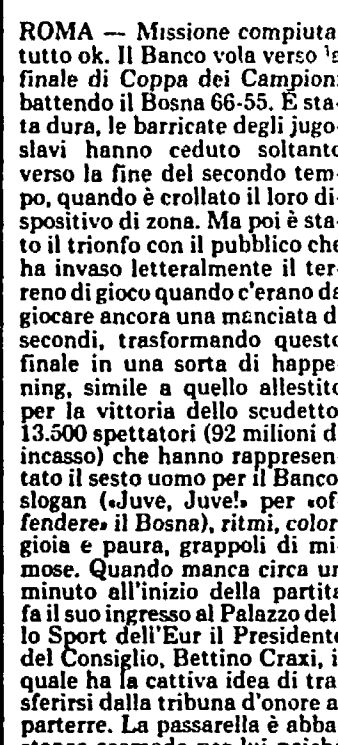 ROMA — Missione compiuta
tutto ok. Il Banco vola verso
finale di Coppa dei Campion
battendo il Bosna 66-55. È sta-
ta dura, le barricate degli jugo-
slavi hanno ceduto soltanto
verso la fine del secondo tem-
po, quando è crollato il loro di-
spositivo di zona. Ma poi è sta-
to il trionfo con il pubblico che
ha invaso letteralmente il ter-
reno di gioco quando c'erano da
giocare ancora una manciata d
secondi, trasformando questo
finale in una sorta di happe-
ning, simile a quello allestito
per la vittoria dello scudetto
13.500 spettatori (92 milioni d
incasso) che hanno rappresen-
tato il sesto uomo per il Banco
slogan («Juve, Juve!» per «of-
fendere» il Bosna), ritmi, color
gioia e paura, grappoli di mi-
mose. Quando manca circa un
minuto all'inizio della partita
fa il suo ingresso al Palazzo del-
lo Sport dell'Eur il Presidente
del Consiglio, Bettino Craxi, i
quale ha la cattiva idea di tra-
sferirsi dalla tribuna d'onore a
parterre. La passarella è abba-